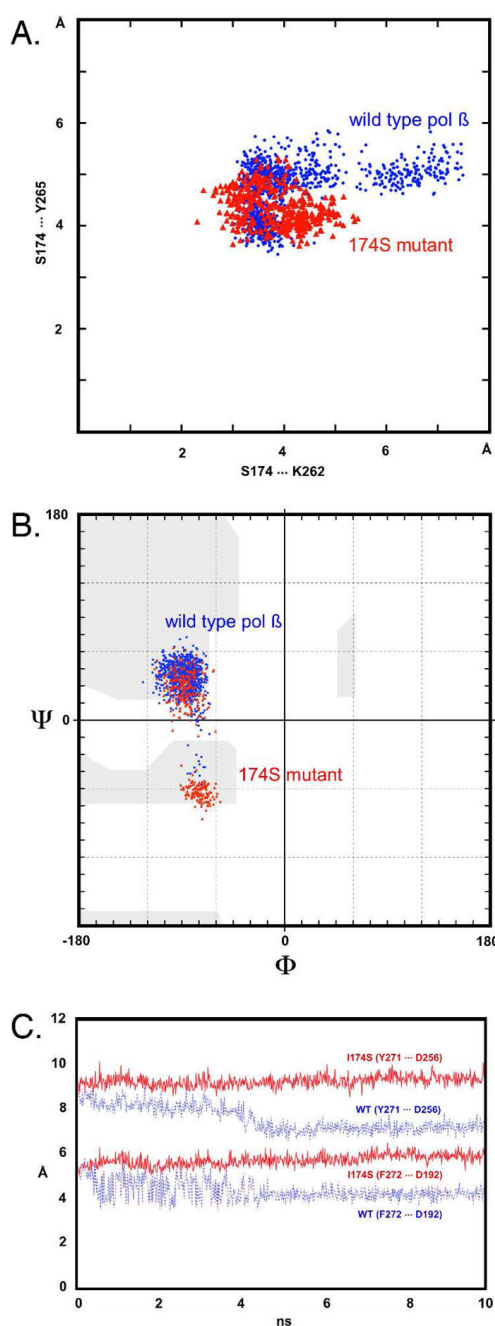 A.
Å
6
4
2
S174 ··· Y265
wild type pol ß
174S mutant
2
4
6
Å
S174 ··· K262
B.
180
wild type pol ß
Ψ
0
174S mutant
-180
0
180
Φ
C.
12
10
8
6
Å
4
2
0
I174S (Y271 ··· D256)
WT (Y271 ··· D256)
I174S (F272 ··· D192)
WT (F272 ··· D192)
0
2
4
6
8
10
ns